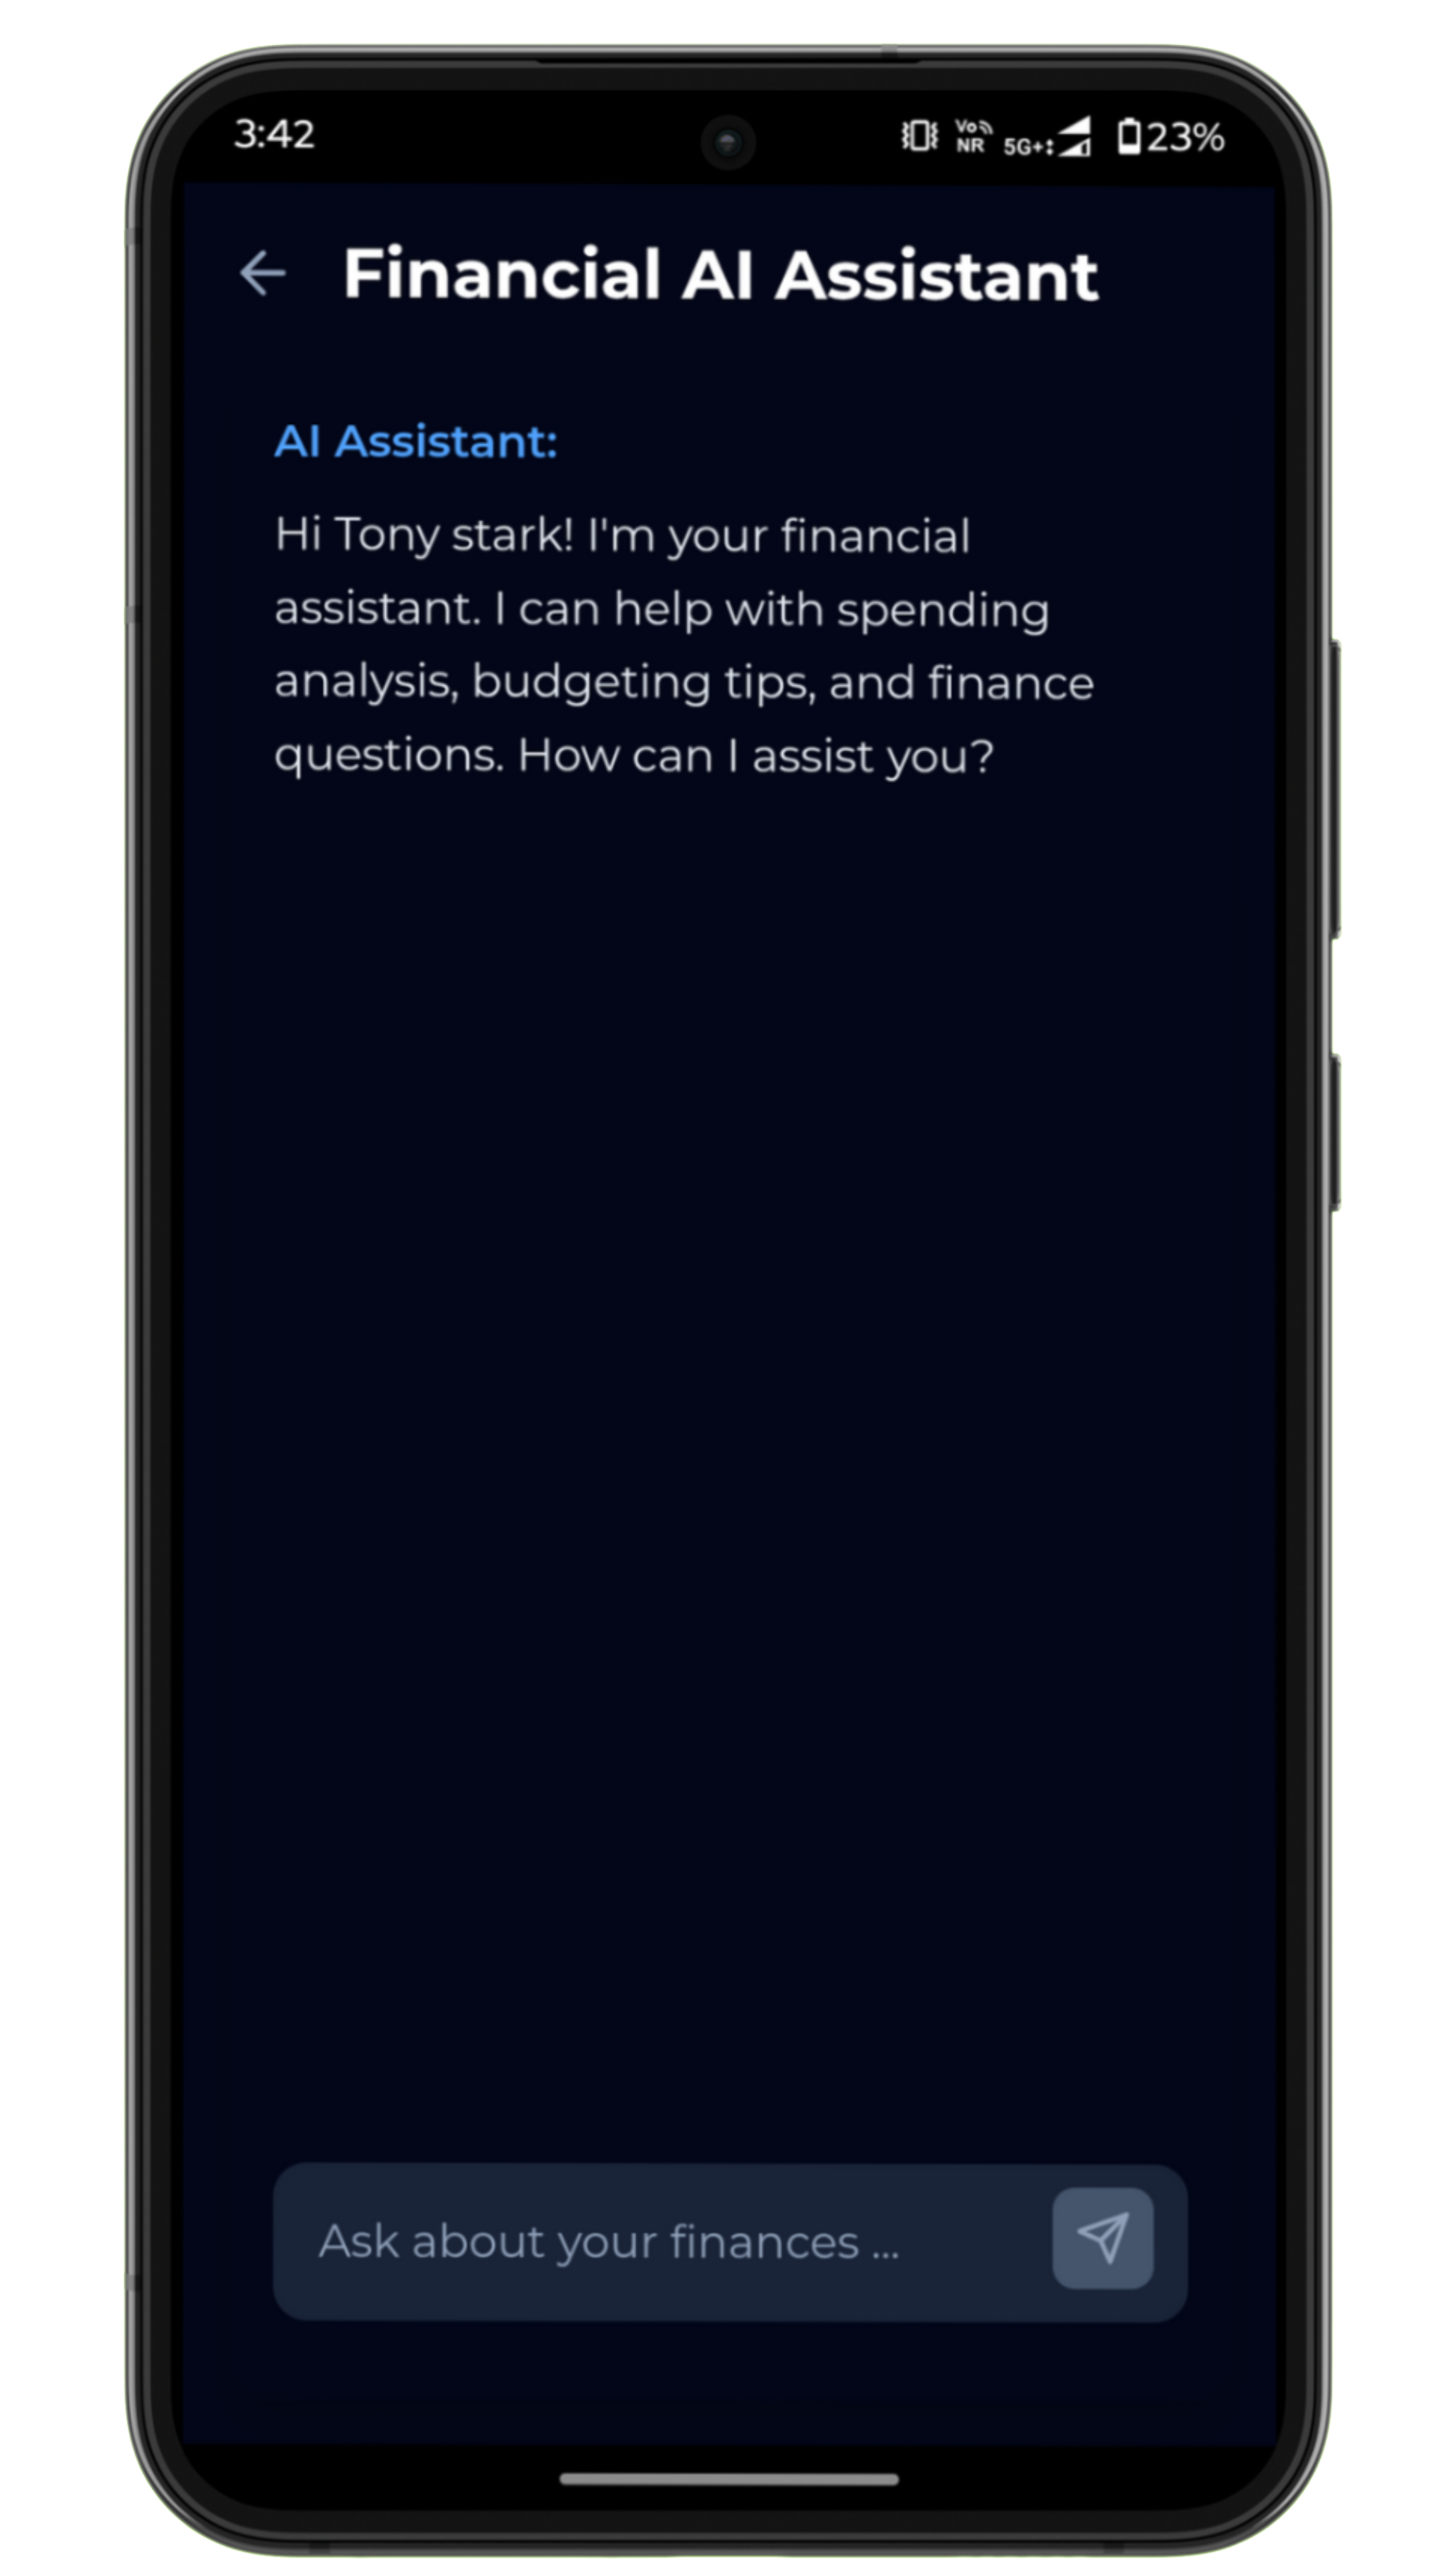 3:42
Vo
NR
5G+
23%
Financial AI Assistant
AI Assistant:
Hi Tony stark! I'm your financial
assistant. I can help with spending
analysis, budgeting tips, and finance
questions. How can I assist you?
Ask about your finances ...